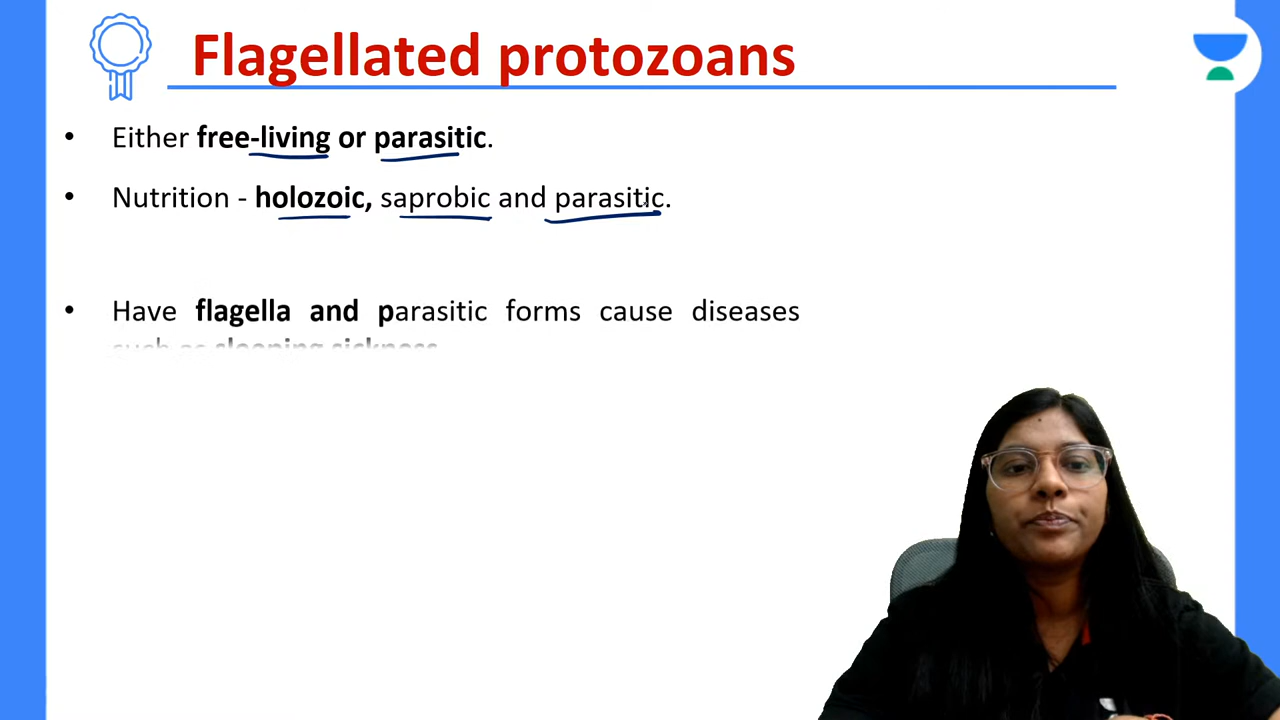 Flagellated protozoans
• Either free-living or parasitic.
• Nutrition - holozoic, saprobic and parasitic.
• Have flagella and parasitic forms cause diseases
such as sleeping sickness